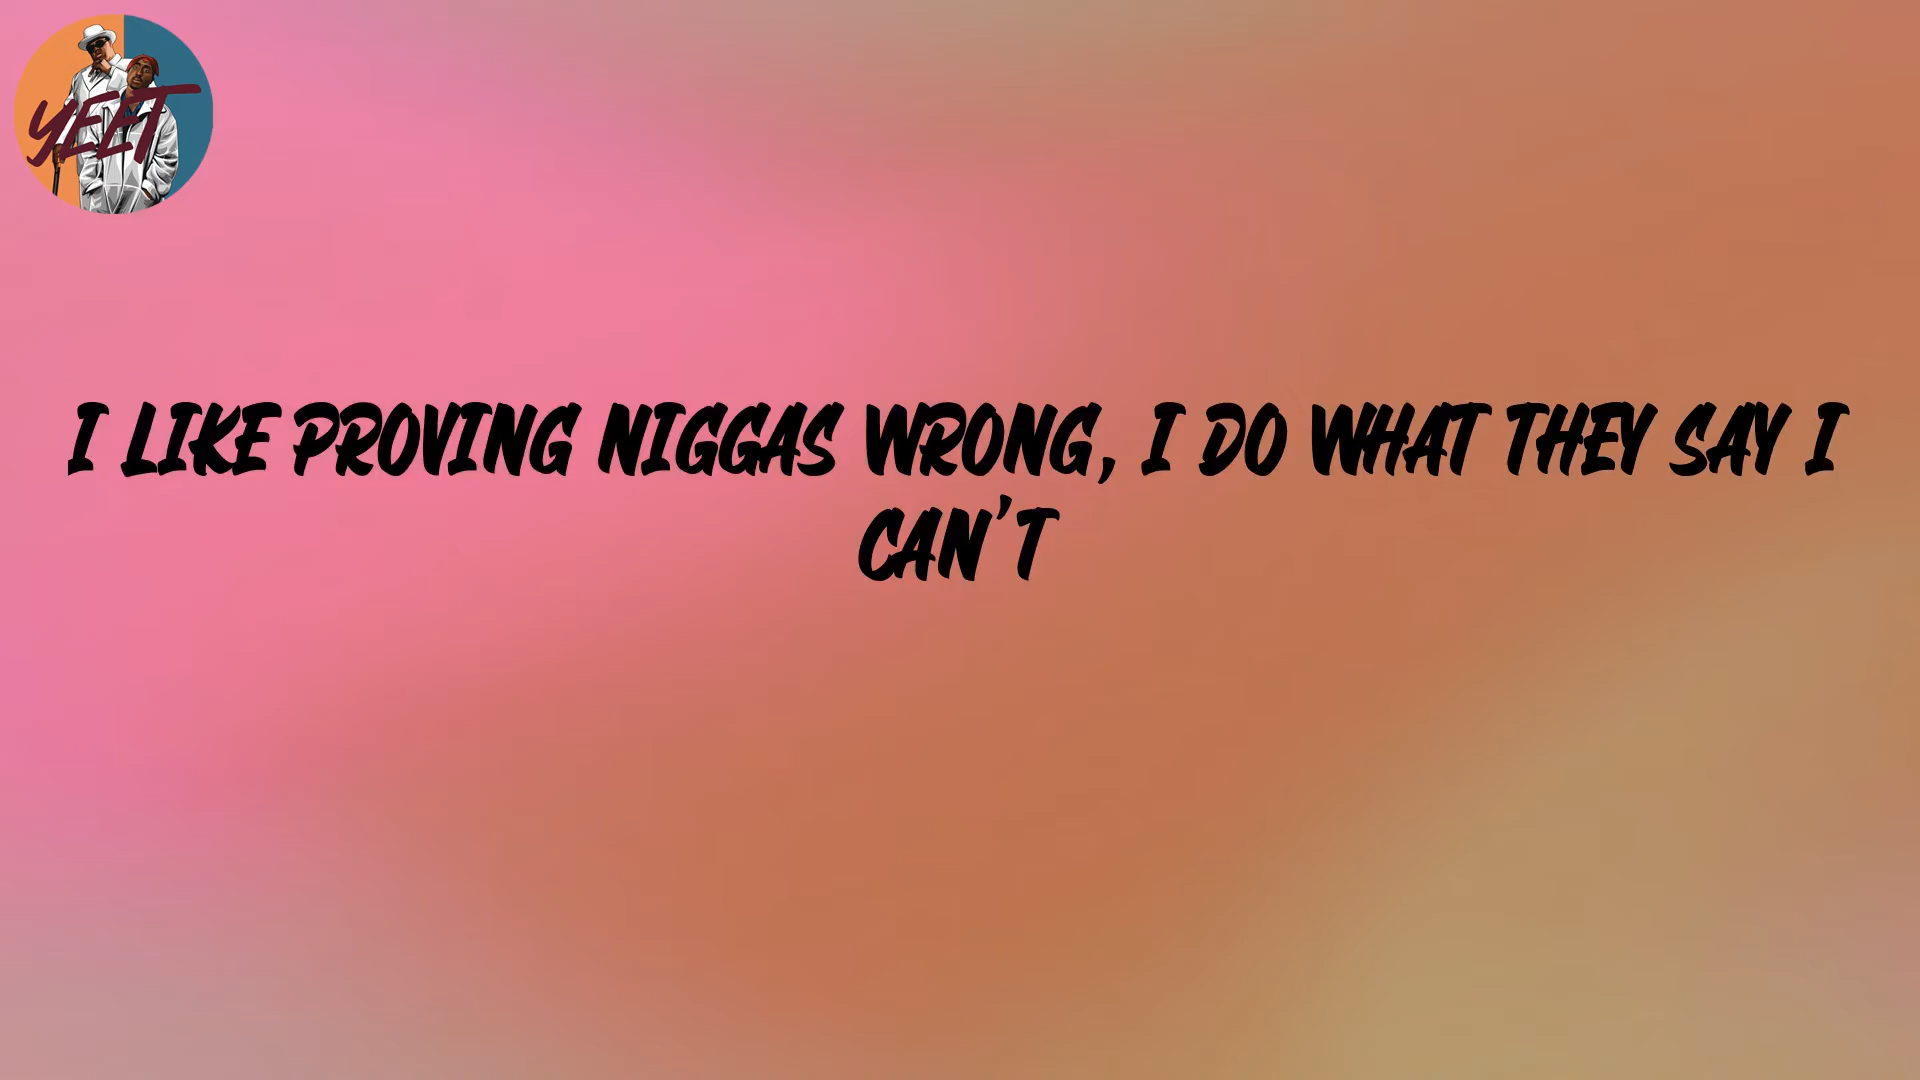 YEET
I LIKE PROVING NIGGAS WRONG, I DO WHAT THEY SAY I
CAN'T